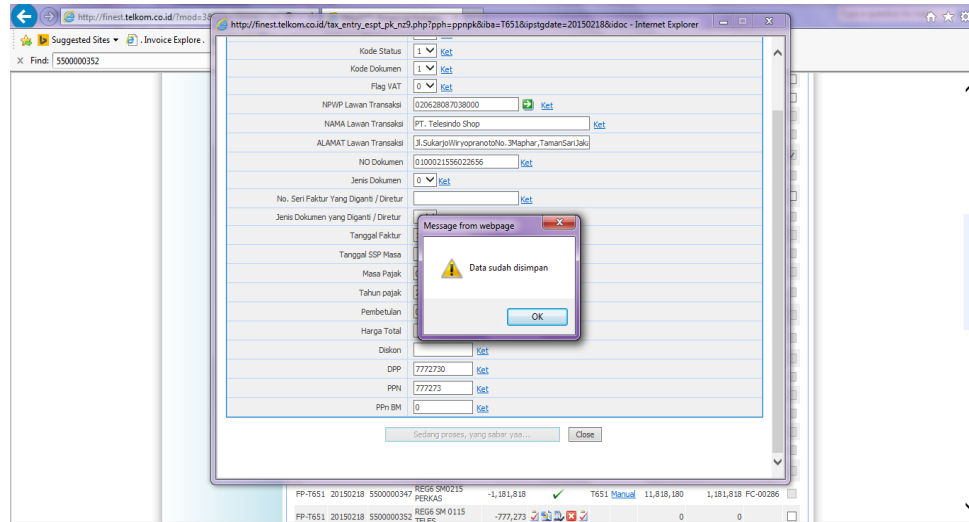 http://finest.telkom.co.id/?mod=38
http://finest.telkom.co.id/tax_entry_espt_pk_nz9.php?pph=ppnpk&iba=T651&ipstgdate=20150218&idoc - Internet Explorer
Suggested Sites
.Invoice Explore .
x Find: 5500000352
Kode Status 1 Ket
Kode Dokumen 1 Ket
Flag VAT 0 Ket
NPWP Lawan Transaksi 020628087038000 Ket
NAMA Lawan Transaksi PT. Telesindo Shop Ket
ALAMAT Lawan Transaksi Jl.SukarjoWiryopranotoNo.3Maphar,TamanSariJaka
NO Dokumen 0100021556022656 Ket
Jenis Dokumen 0 Ket
No. Seri Faktur Yang Diganti / Diretur Ket
Jenis Dokumen yang Diganti / Diretur
Message from webpage
Tanggal Faktur
Tanggal SSP Masa
Data sudah disimpan
Masa Pajak
Tahun pajak
Pembetulan
OK
Harga Total
Diskon Ket
DPP 7772730 Ket
PPN 777273 Ket
PPn BM 0 Ket
Sedang proses, yang sabar yaa... Close
FP-T651 20150218 5500000347 REG6 SM0215 PERKAS -1,181,818 T651 Manual 11,818,180 1,181,818 FC-00286
FP-T651 20150218 5500000352 REG6 SM 0115 TELES -777,273 0 0